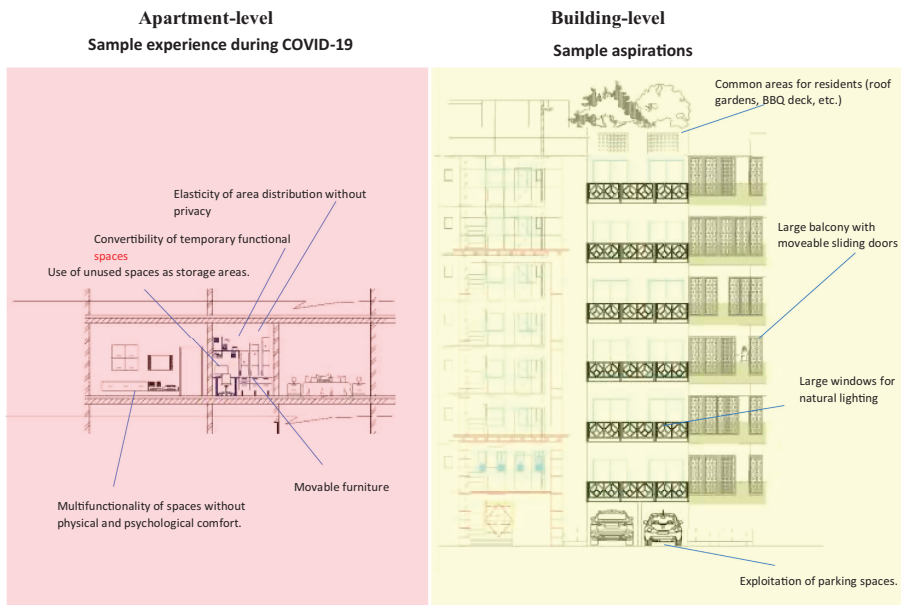 Apartment-level
Sample experience during COVID-19
Elasticity of area distribution without
privacy
Convertibility of temporary functional
spaces
Use of unused spaces as storage areas.
Movable furniture
Multifunctionality of spaces without
physical and psychological comfort.
Building-level
Sample aspirations
Common areas for residents (roof
gardens, BBQ deck, etc.)
Large balcony with
moveable sliding doors
Large windows for
natural lighting
Exploitation of parking spaces.